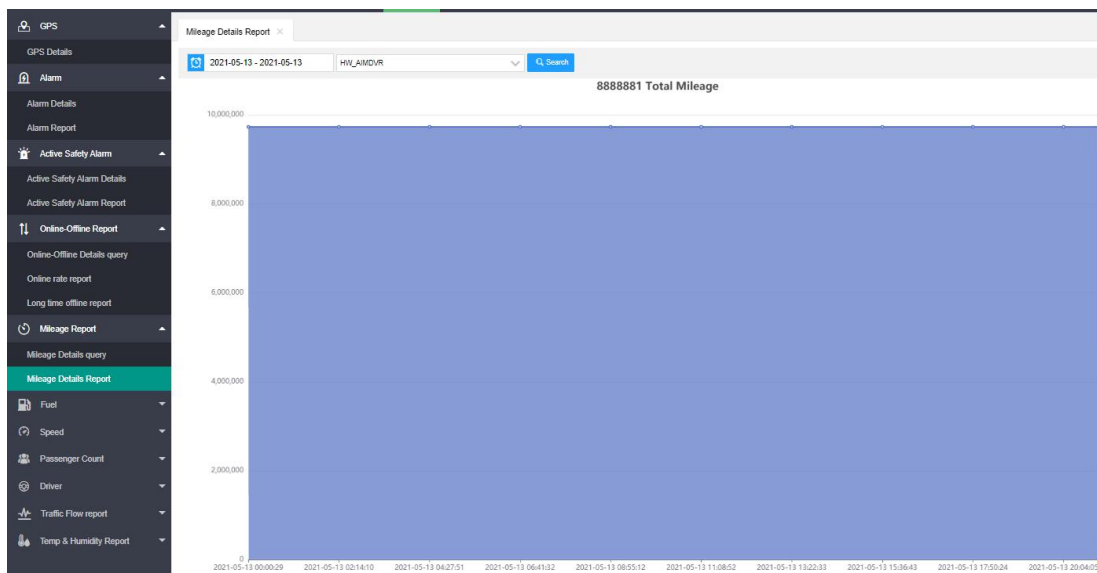 GPS
GPS Details
Alarm
Alarm Details
Alarm Report
Active Safety Alarm
Active Safety Alarm Details
Active Safety Alarm Report
Online-Offline Report
Online-Offline Details query
Online rate report
Long time offline report
Mileage Report
Mileage Details query
Mileage Details Report
Fuel
Speed
Passenger Count
Driver
Traffic Flow report
Temp & Humidity Report
Mileage Details Report ×
2021-05-13 - 2021-05-13 HW_AIMDVR Search
8888881 Total Mileage
10,000,000
8,000,000
6,000,000
4,000,000
2,000,000
0
2021-05-13 00:00:29 2021-05-13 02:14:10 2021-05-13 04:27:51 2021-05-13 06:41:32 2021-05-13 08:55:12 2021-05-13 11:08:52 2021-05-13 13:22:33 2021-05-13 15:36:43 2021-05-13 17:50:24 2021-05-13 20:04:05